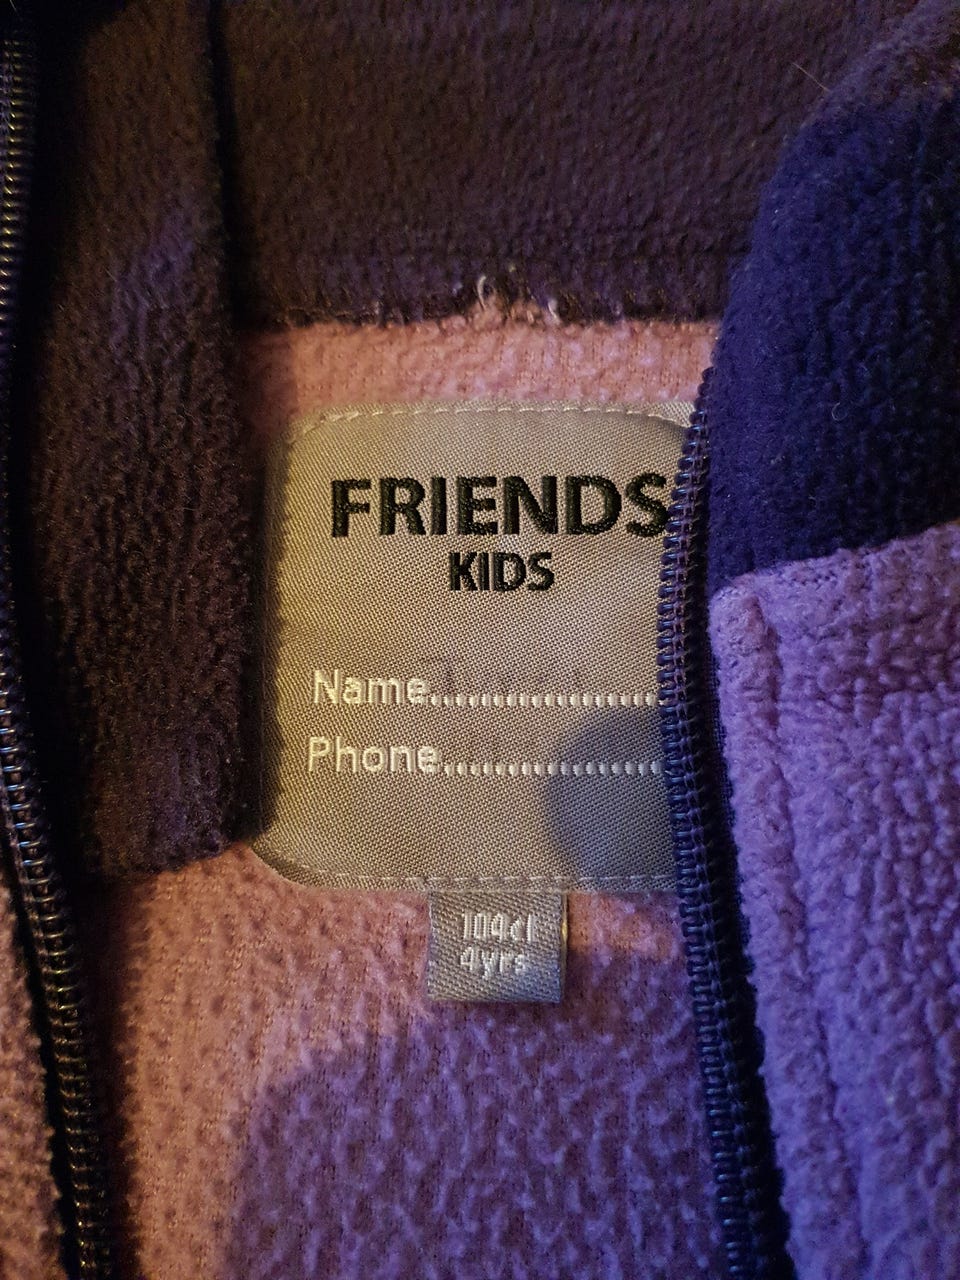 FRIENDS
KIDS
Name....................
Phone...................
104cl
4yrs